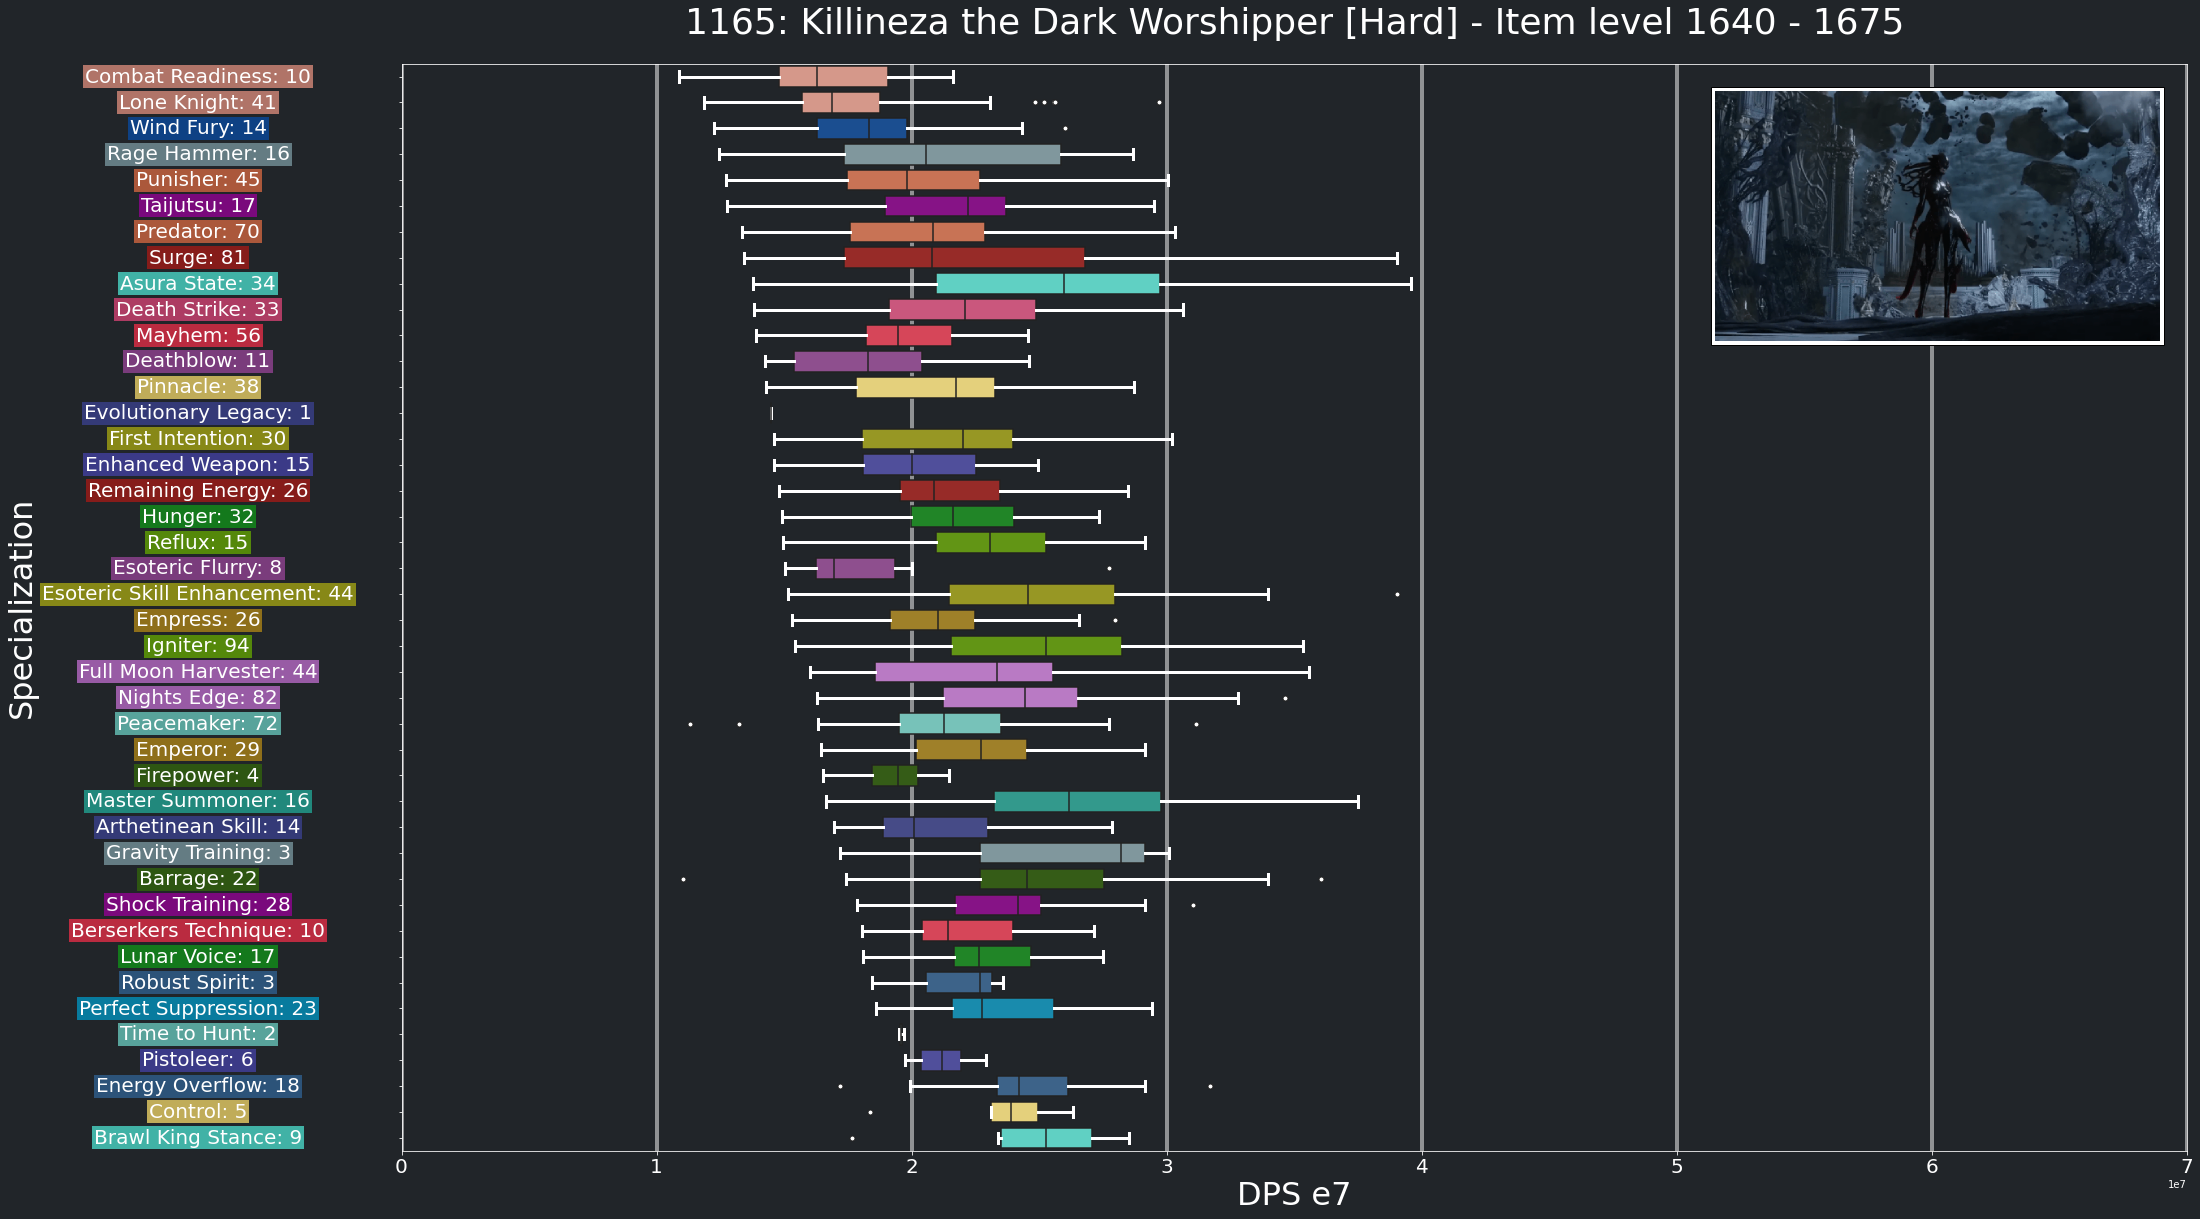 1165: Killineza the Dark Worshipper [Hard] - Item level 1640 - 1675
Specialization
Combat Readiness: 10
Lone Knight: 41
Wind Fury: 14
Rage Hammer: 16
Punisher: 45
Taijutsu: 17
Predator: 70
Surge: 81
Asura State: 34
Death Strike: 33
Mayhem: 56
Deathblow: 11
Pinnacle: 38
Evolutionary Legacy: 1
First Intention: 30
Enhanced Weapon: 15
Remaining Energy: 26
Hunger: 32
Reflux: 15
Esoteric Flurry: 8
Esoteric Skill Enhancement: 44
Empress: 26
Igniter: 94
Full Moon Harvester: 44
Nights Edge: 82
Peacemaker: 72
Emperor: 29
Firepower: 4
Master Summoner: 16
Arthetinean Skill: 14
Gravity Training: 3
Barrage: 22
Shock Training: 28
Berserkers Technique: 10
Lunar Voice: 17
Robust Spirit: 3
Perfect Suppression: 23
Time to Hunt: 2
Pistoleer: 6
Energy Overflow: 18
Control: 5
Brawl King Stance: 9
0 1 2 3 4 5 6 7
1e7
DPS e7